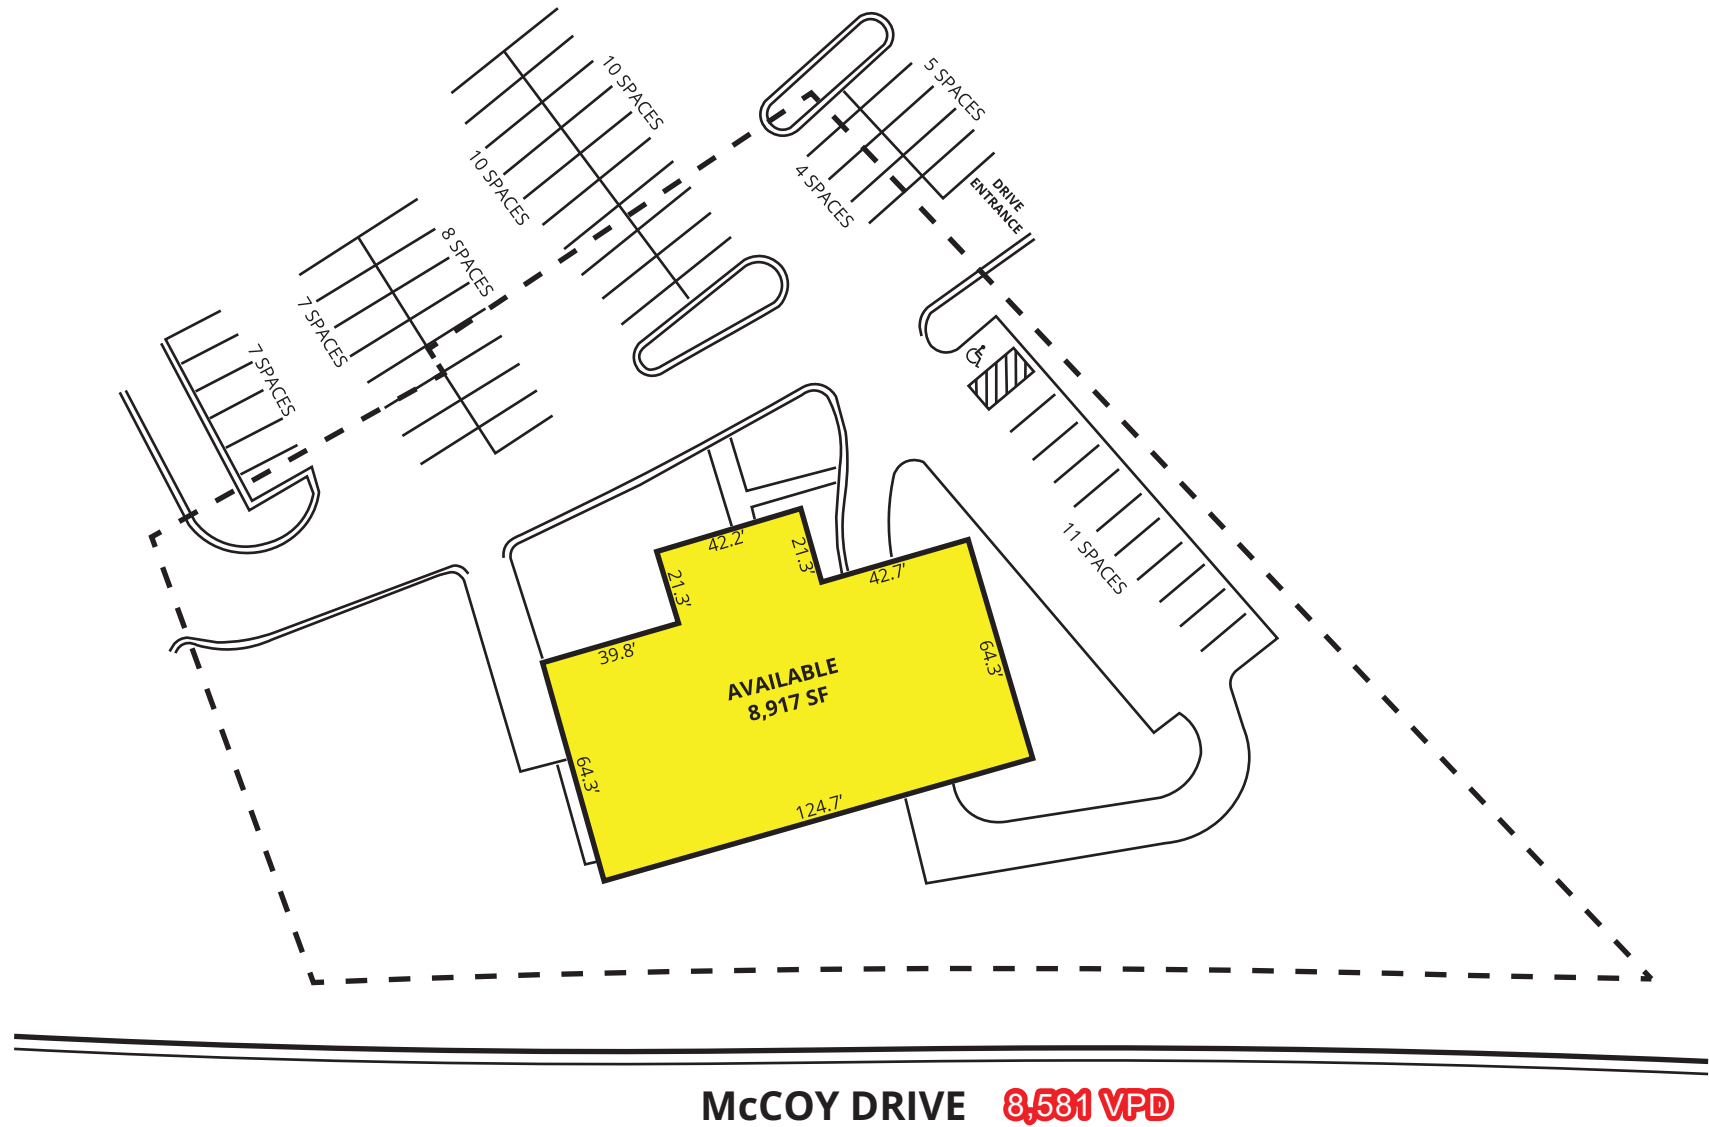 10 SPACES
5 SPACES
10 SPACES
4 SPACES
DRIVE
ENTRANCE
8 SPACES
7 SPACES
7 SPACES
11 SPACES
42.2'
21.3'
21.3'
42.7'
39.8'
64.3'
AVAILABLE
8,917 SF
64.3'
124.7'
McCOY DRIVE 8,581 VPD